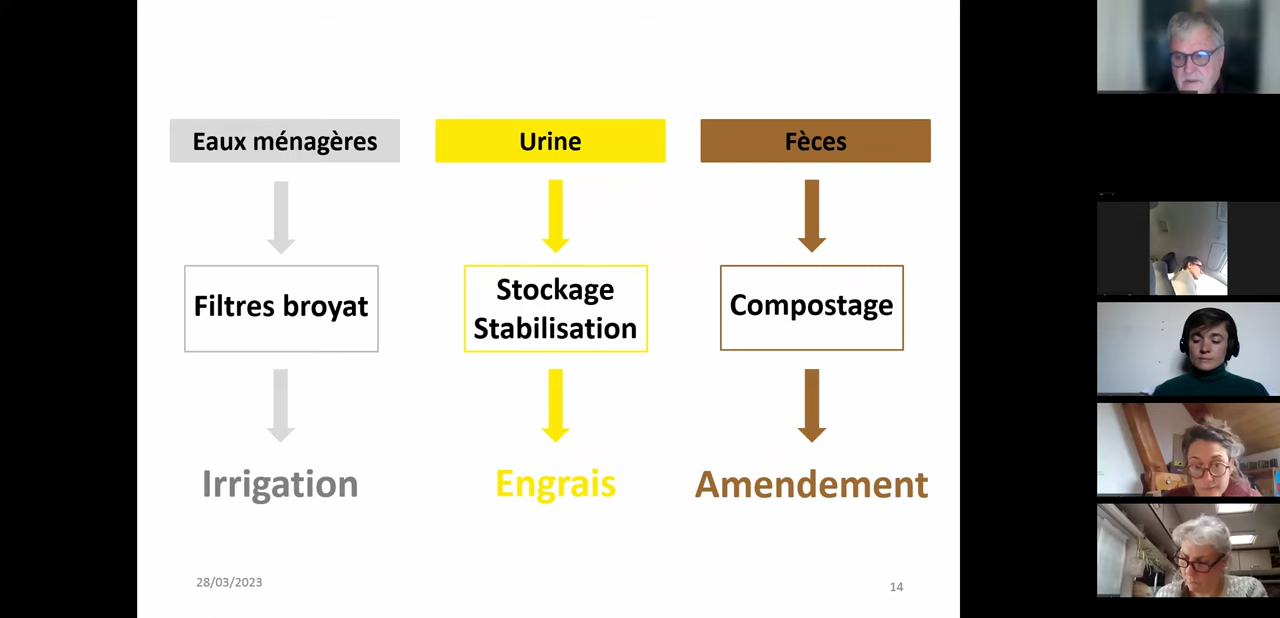 Eaux ménagères
Urine
Fèces
Filtres broyat
Stockage
Stabilisation
Compostage
Irrigation
Engrais
Amendement
28/03/2023
14